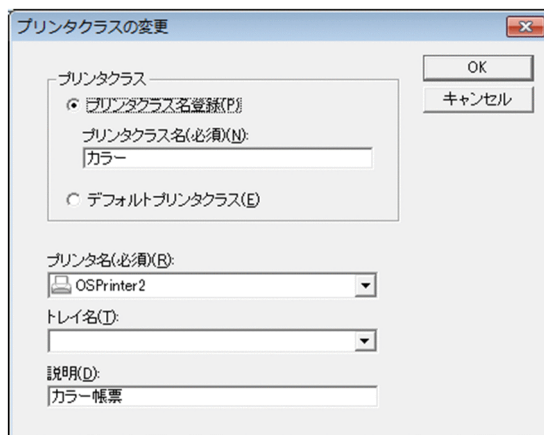 プリンタクラスの変更
OK
キャンセル
プリンタクラス
プリンタクラス名登録(P)
プリンタクラス名(必須)(N):
カラー
デフォルトプリンタクラス(E)
プリンタ名(必須)(R):
OSPrinter2
トレイ名(T):
説明(D):
カラー帳票